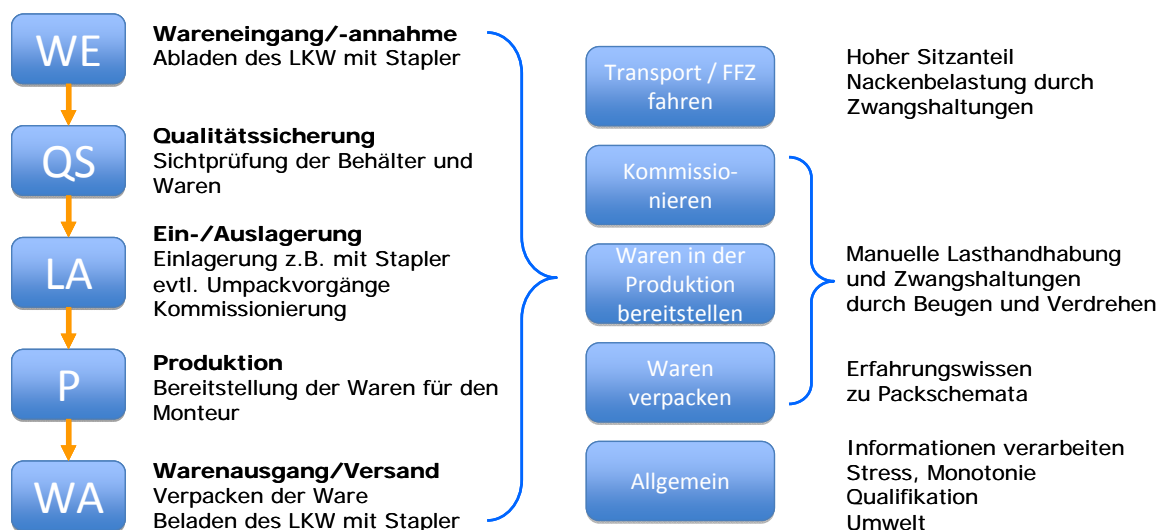 WE
Wareneingang/-annahme
Abladen des LKW mit Stapler
QS
Qualitätssicherung
Sichtprüfung der Behälter und
Waren
LA
Ein-/Auslagerung
Einlagerung z.B. mit Stapler
evtl. Umpackvorgänge
Kommissionierung
P
Produktion
Bereitstellung der Waren für den
Monteur
WA
Warenausgang/Versand
Verpacken der Ware
Beladen des LKW mit Stapler
Transport / FFZ
fahren
Hoher Sitzanteil
Nackenbelastung durch
Zwangshaltungen
Kommissio-
nieren
Waren in der
Produktion
bereitstellen
Manuelle Lasthandhabung
und Zwangshaltungen
durch Beugen und Verdrehen
Waren
verpacken
Erfahrungswissen
zu Packschemata
Allgemein
Informationen verarbeiten
Stress, Monotonie
Qualifikation
Umwelt